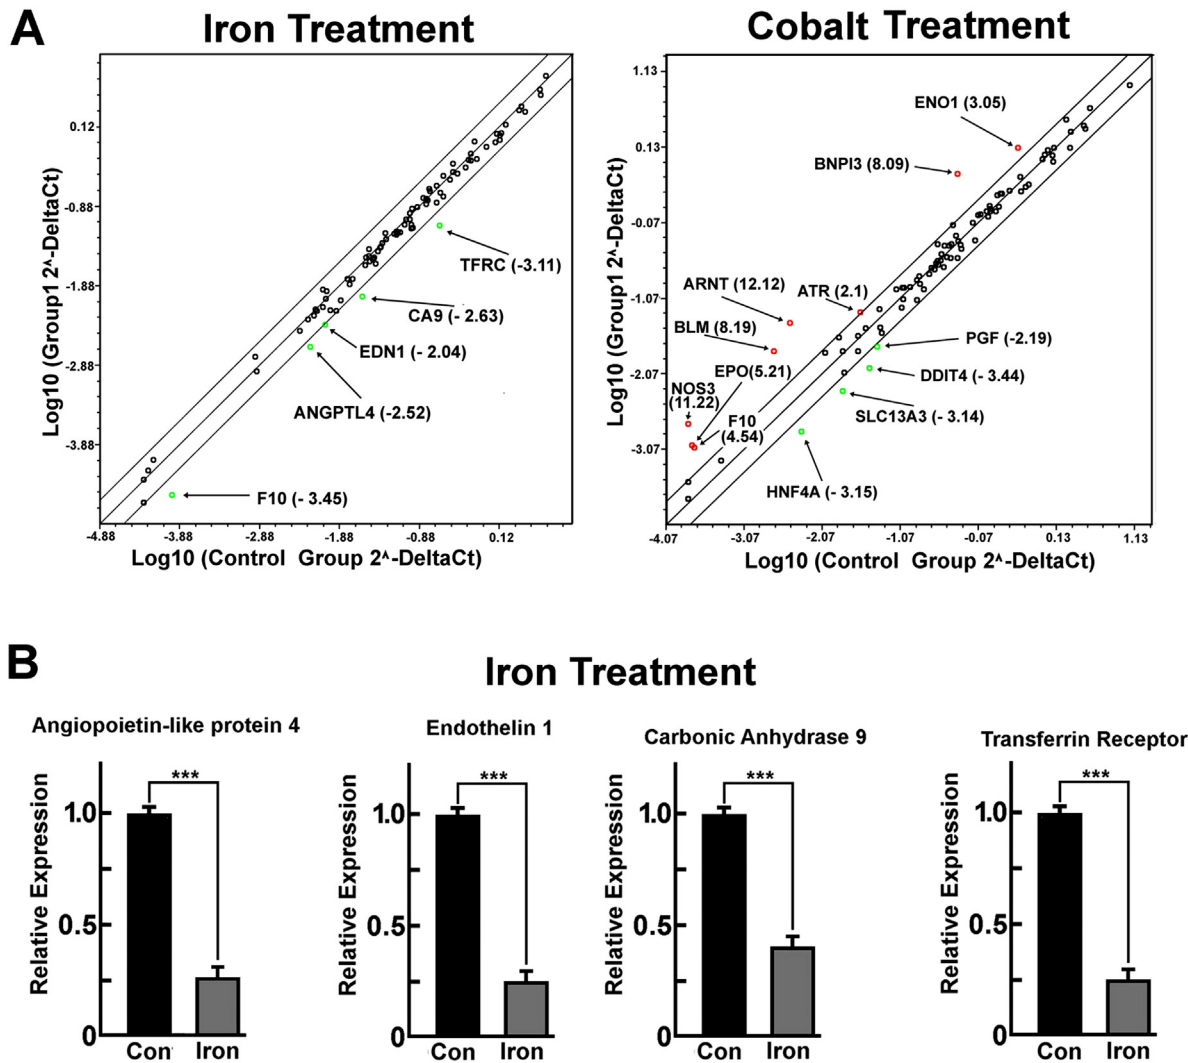 A
Iron Treatment
Cobalt Treatment
Log10 (Group1 2^-DeltaCt)
0.12
-0.88
-1.88
-2.88
-3.88
TFRC (-3.11)
CA9 (- 2.63)
EDN1 (- 2.04)
ANGPTL4 (-2.52)
F10 (- 3.45)
-4.88 -3.88 -2.88 -1.88 -0.88 0.12
Log10 (Control Group 2^-DeltaCt)
Log10 (Group1 2^-DeltaCt)
1.13
0.13
-0.07
-1.07
-2.07
-3.07
ENO1 (3.05)
BNPI3 (8.09)
ARNT (12.12)
ATR (2.1)
BLM (8.19)
EPO(5.21)
NOS3
(11.22)
F10
(4.54)
PGF (-2.19)
DDIT4 (- 3.44)
SLC13A3 (- 3.14)
HNF4A (- 3.15)
-4.07 -3.07 -2.07 -1.07 -0.07 0.13 1.13
Log10 (Control Group 2^-DeltaCt)
B
Iron Treatment
Angiopoietin-like protein 4
Relative Expression
1.0
0.5
0
***
Con Iron
Endothelin 1
Relative Expression
1.0
0.5
0
***
Con Iron
Carbonic Anhydrase 9
Relative Expression
1.0
0.5
0
***
Con Iron
Transferrin Receptor
Relative Expression
1.0
0.5
0
***
Con Iron